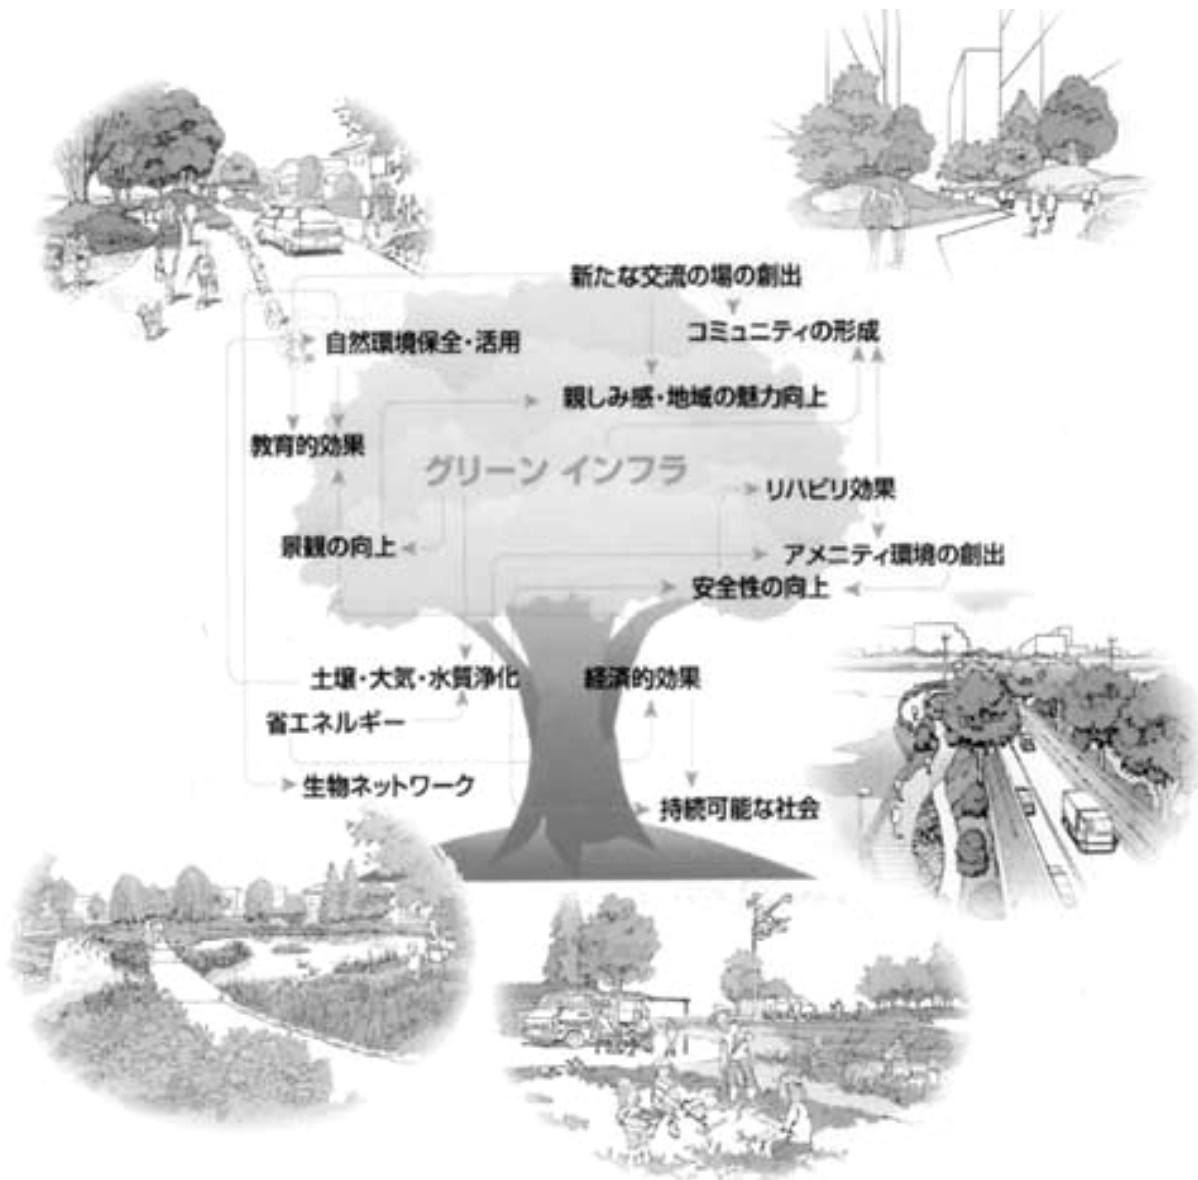 新たな交流の場の創出
コミュニティの形成
自然環境保全・活用
親しみ感・地域の魅力向上
教育的効果
グリーン インフラ
リハビリ効果
景観の向上
アメニティ環境の創出
安全性の向上
土壌・大気・水質浄化
経済的効果
省エネルギー
生物ネットワーク
持続可能な社会